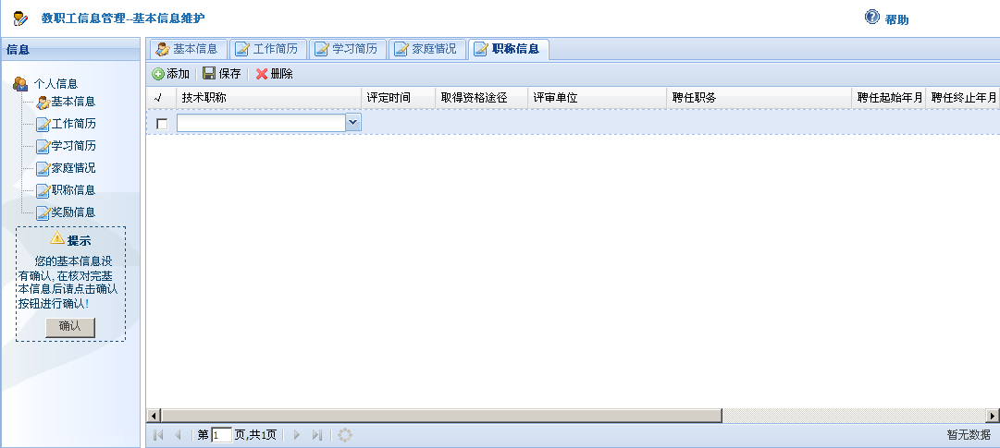 教职工信息管理--基本信息维护
帮助
信息
个人信息
基本信息
工作简历
学习简历
家庭情况
职称信息
奖励信息
提示
您的基本信息没
有确认,在核对完基
本信息后请点击确认
按钮进行确认!
确认
基本信息 工作简历 学习简历 家庭情况 职称信息
添加 保存 删除
√ 技术职称 评定时间 取得资格途径 评审单位 聘任职务 聘任起始年月 聘任终止年月
第 1 页,共1页
暂无数据